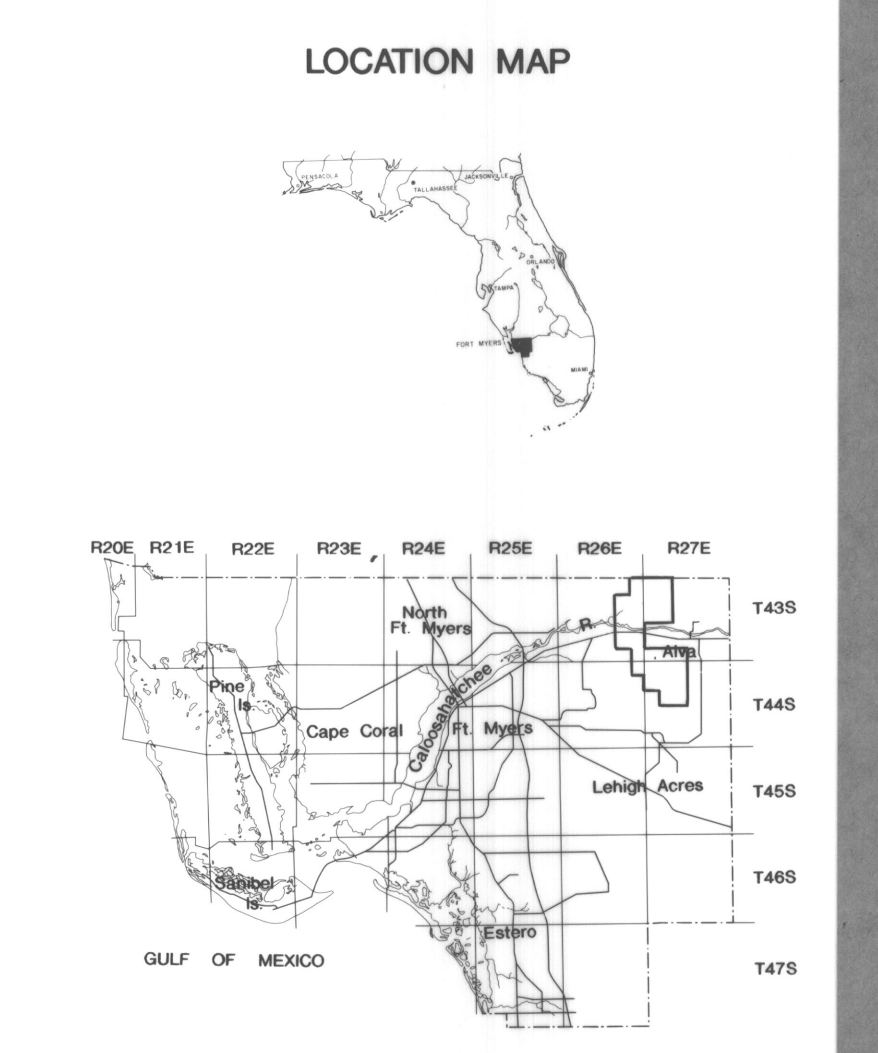 LOCATION MAP
PENSACOLA
TALLAHASSEE
JACKSONVILLE
ORLANDO
TAMPA
FORT MYERS
MIAMI
R20E R21E R22E R23E R24E R25E R26E R27E
T43S
North
Ft. Myers
R.
Alva
Pine
Is.
T44S
Caloosahatchee
Cape Coral
Ft. Myers
Lehigh Acres
T45S
Sanibel
Is.
T46S
Estero
GULF OF MEXICO
T47S